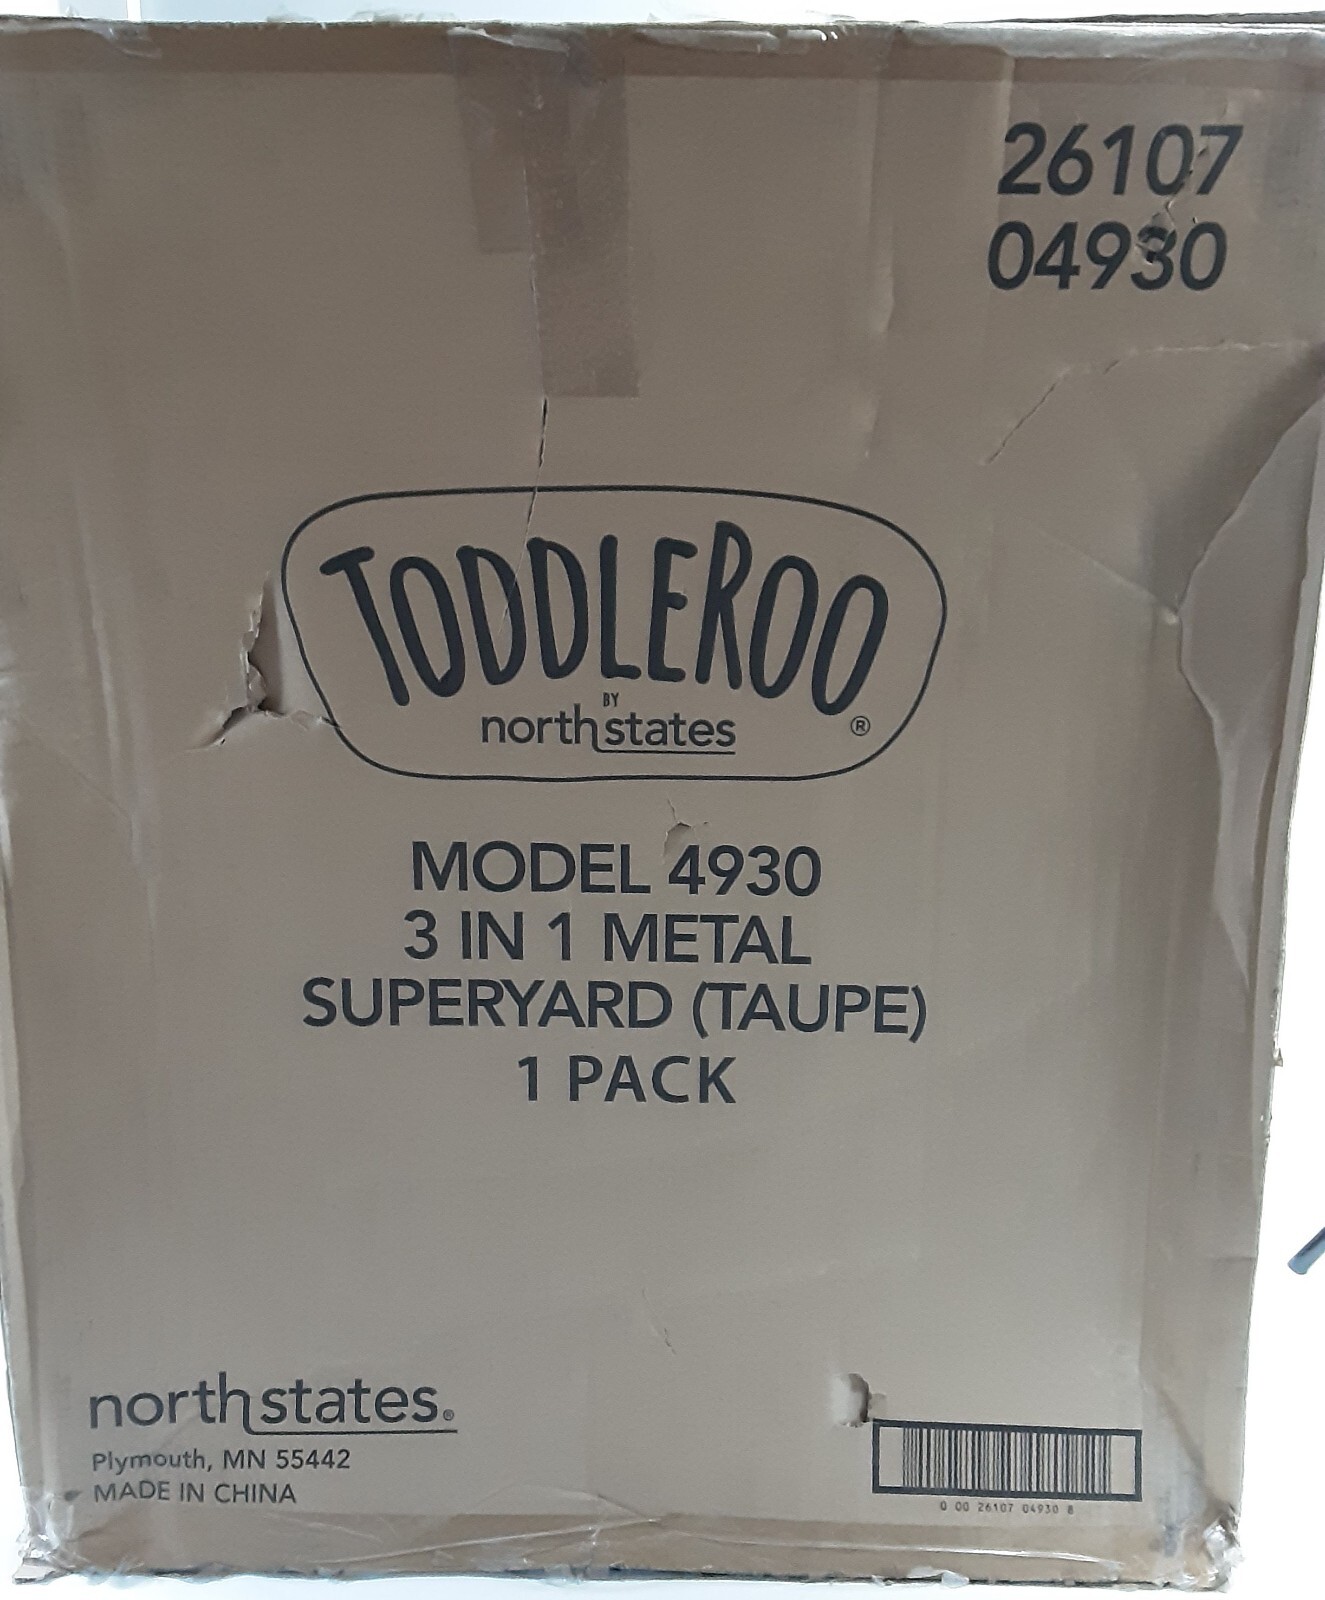 26107
04930
TODDLEROO
BY
northstates
®
MODEL 4930
3 IN 1 METAL
SUPERYARD (TAUPE)
1 PACK
northstates®
Plymouth, MN 55442
MADE IN CHINA
0 00 26107 04930 8